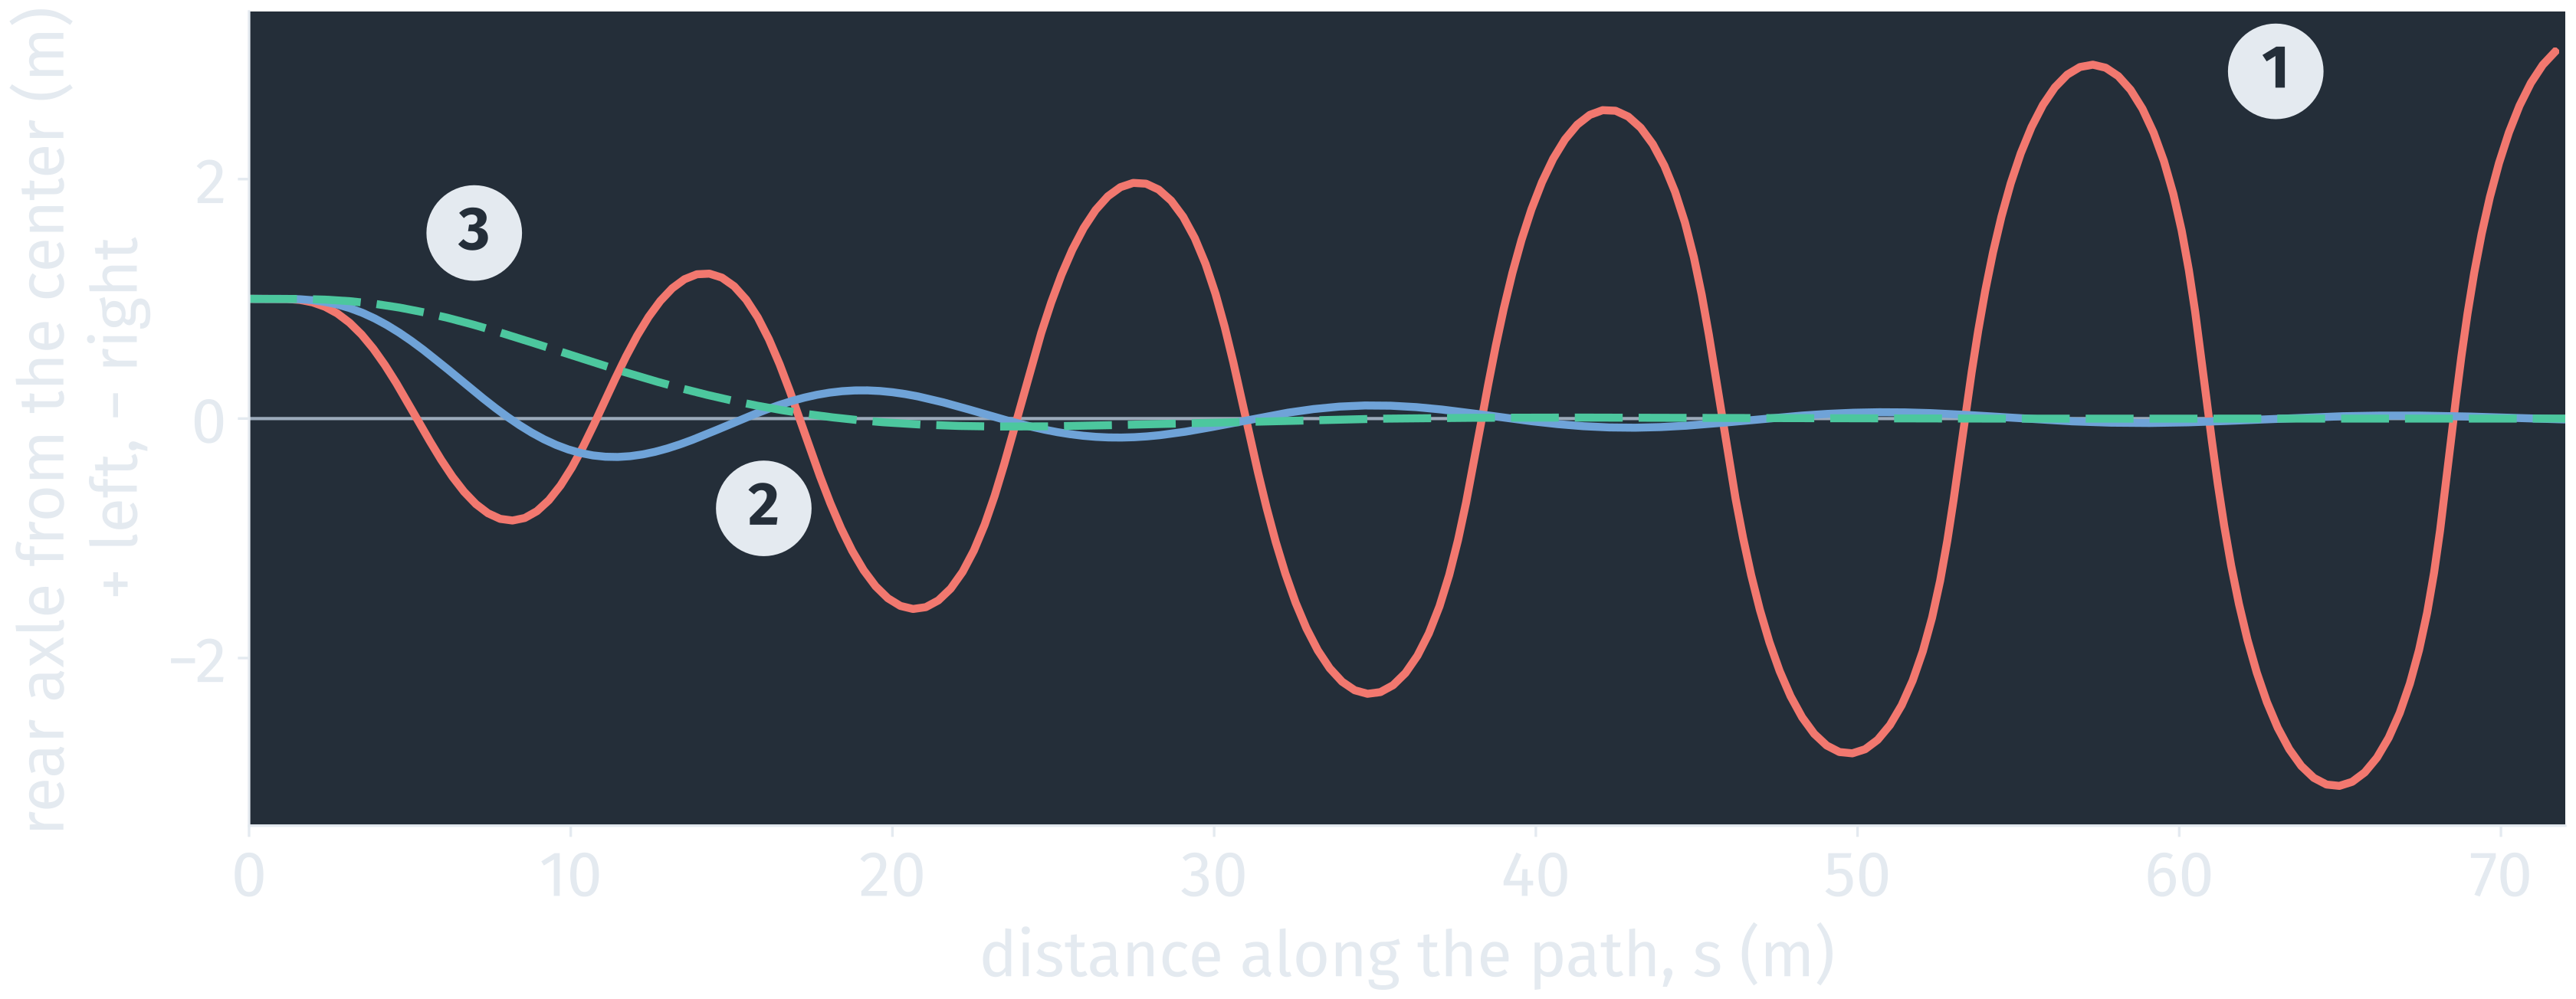 rear axle from the center (m)
+ left, − right
2
0
−2
1
3
2
0 10 20 30 40 50 60 70
distance along the path, s (m)